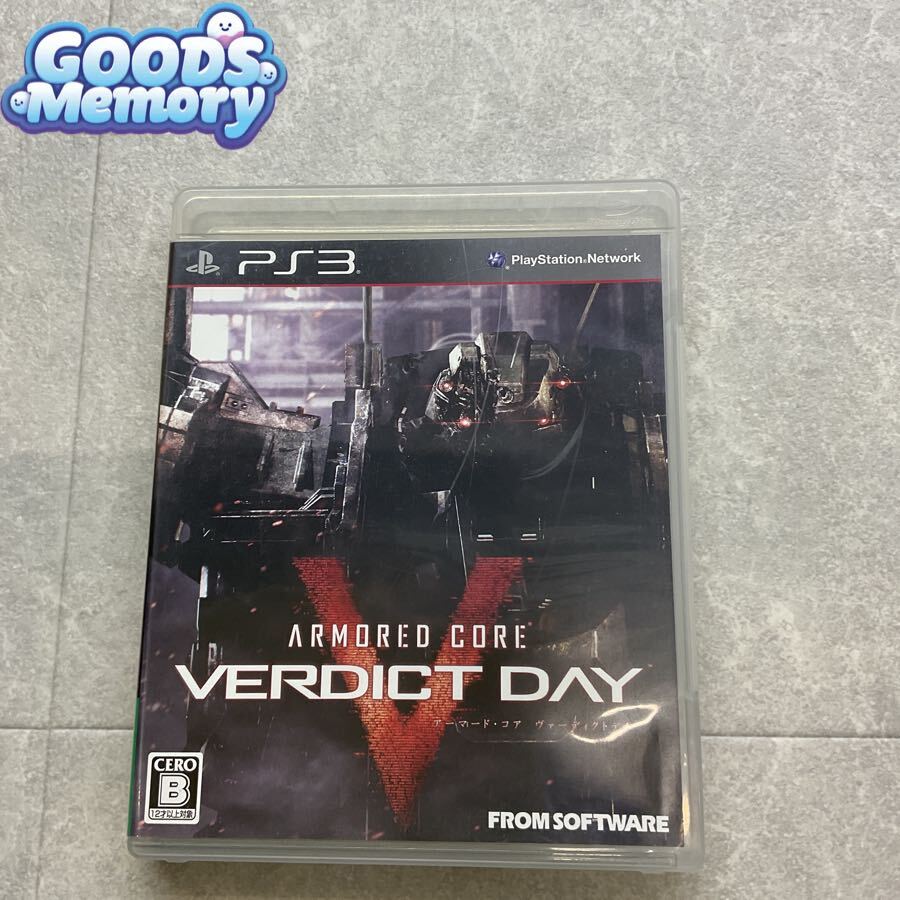 GOODS
Memory
PS3
PlayStation®Network
ARMORED CORE
VERDICT DAY
アーマード・コア ヴァーディクトデイ
CERO
B
12才以上対象
FROM SOFTWARE